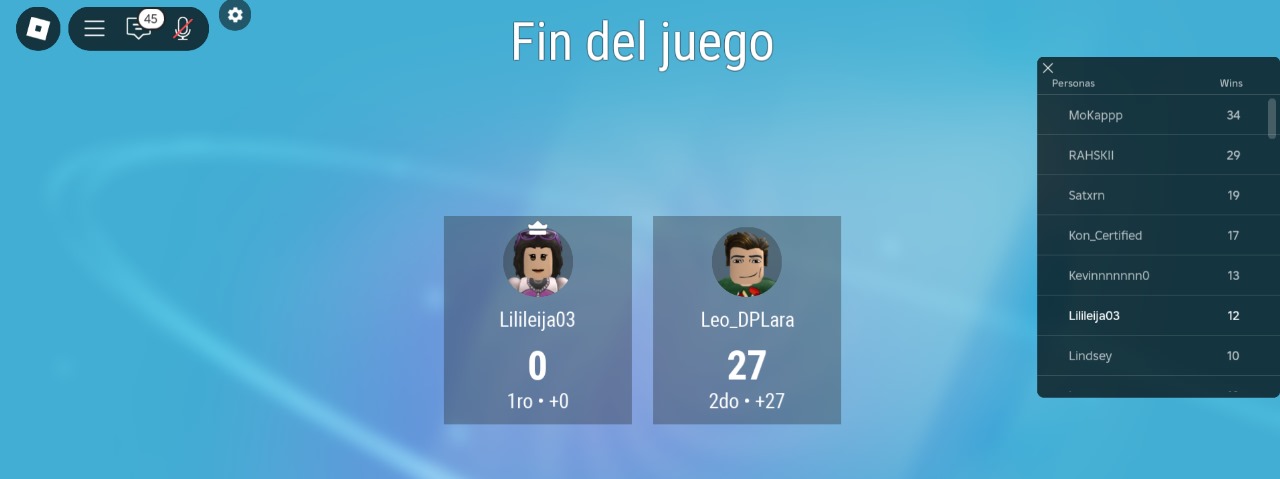 45
Fin del juego
Personas Wins
MoKappp 34
RAHSKII 29
Satxrn 19
Kon_Certified 17
Kevinnnnnnn0 13
Lilileija03 12
Lindsey 10
Lilileija03
0
1ro • +0
Leo_DPLara
27
2do • +27